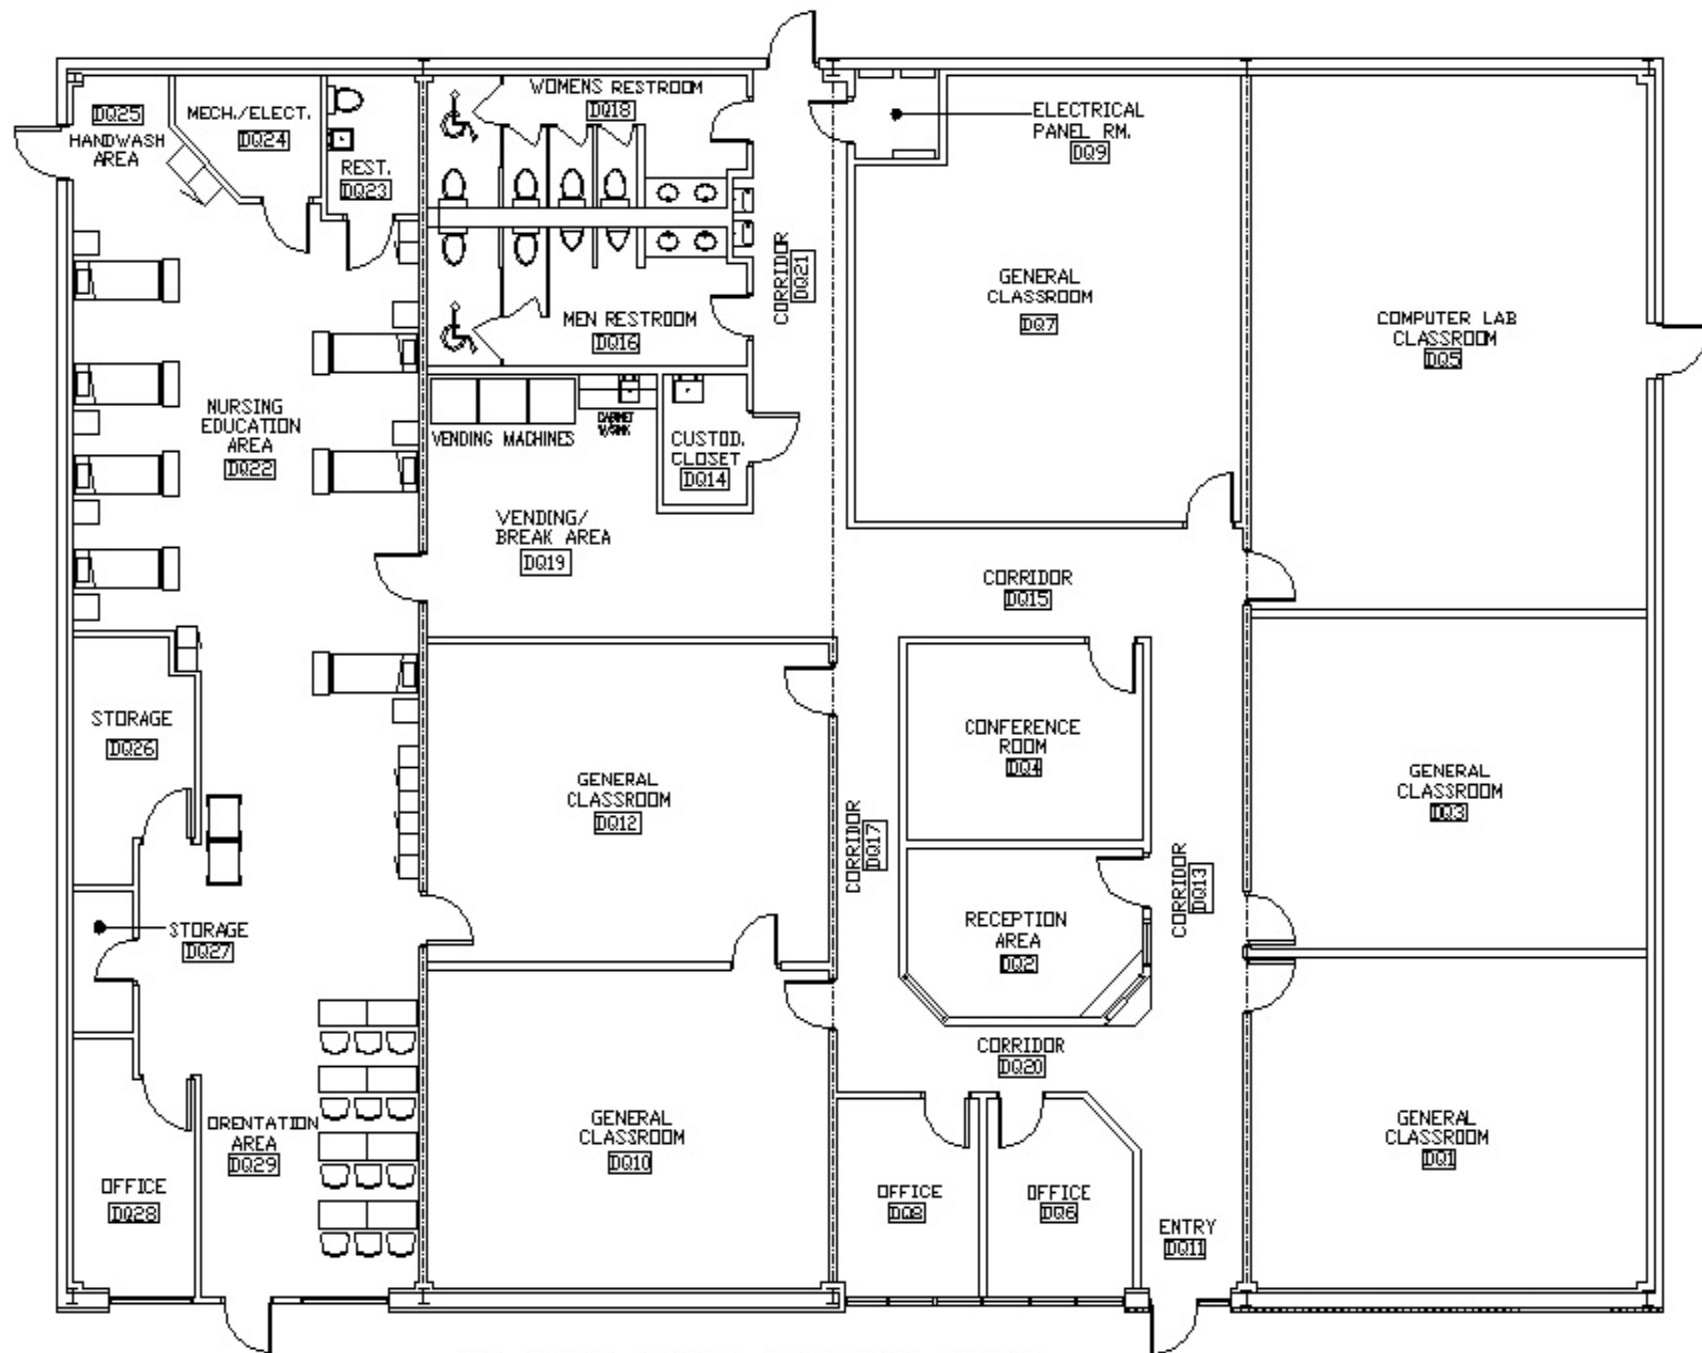 DQ25
HANDWASH
AREA
MECH./ELECT.
DQ24
REST.
DQ23
WOMENS RESTROOM
DQ18
ELECTRICAL
PANEL RM.
DQ9
CORRIDOR
DQ21
GENERAL
CLASSROOM
DQ7
COMPUTER LAB
CLASSROOM
DQ5
MEN RESTROOM
DQ16
NURSING
EDUCATION
AREA
DQ22
VENDING MACHINES
CABINET
W/SINK
CUSTOD.
CLOSET
DQ14
VENDING/
BREAK AREA
DQ19
CORRIDOR
DQ15
STORAGE
DQ26
GENERAL
CLASSROOM
DQ12
CONFERENCE
ROOM
DQ4
GENERAL
CLASSROOM
DQ3
CORRIDOR
DQ17
CORRIDOR
DQ13
STORAGE
DQ27
RECEPTION
AREA
DQ2
CORRIDOR
DQ20
ORENTATION
AREA
DQ29
GENERAL
CLASSROOM
DQ10
GENERAL
CLASSROOM
DQ1
OFFICE
DQ28
OFFICE
DQ8
OFFICE
DQ6
ENTRY
DQ11